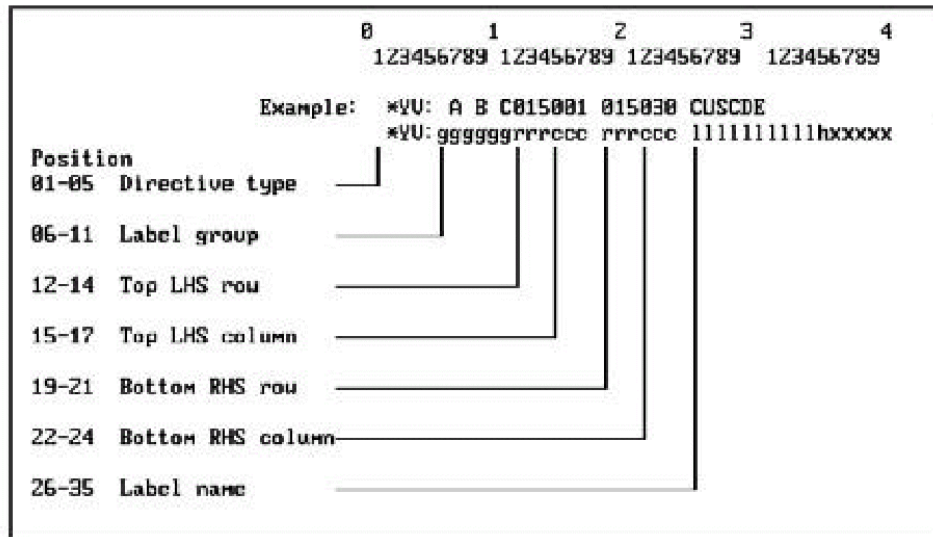 0 1 2 3 4
123456789 123456789 123456789 123456789
Example: *YV: A B C015001 015030 CUSCDE
*YV:ggggggrrrccc rrrccc llllllllllhxxxxx
Position
01-05 Directive type
06-11 Label group
12-14 Top LHS row
15-17 Top LHS column
19-21 Bottom RHS row
22-24 Bottom RHS column
26-35 Label name